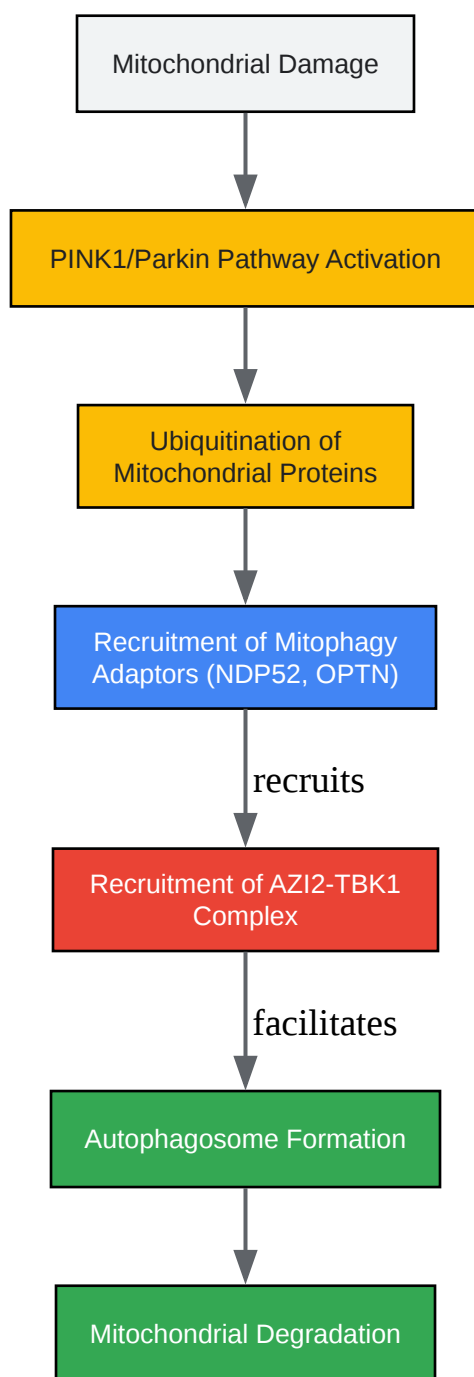 Mitochondrial Damage
PINK1/Parkin Pathway Activation
Ubiquitination of
Mitochondrial Proteins
Recruitment of Mitophagy
Adaptors (NDP52, OPTN)
recruits
Recruitment of AZI2-TBK1
Complex
facilitates
Autophagosome Formation
Mitochondrial Degradation